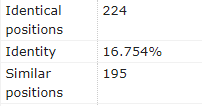 Identical 224
positions
Identity 16.754%
Similar 195
positions